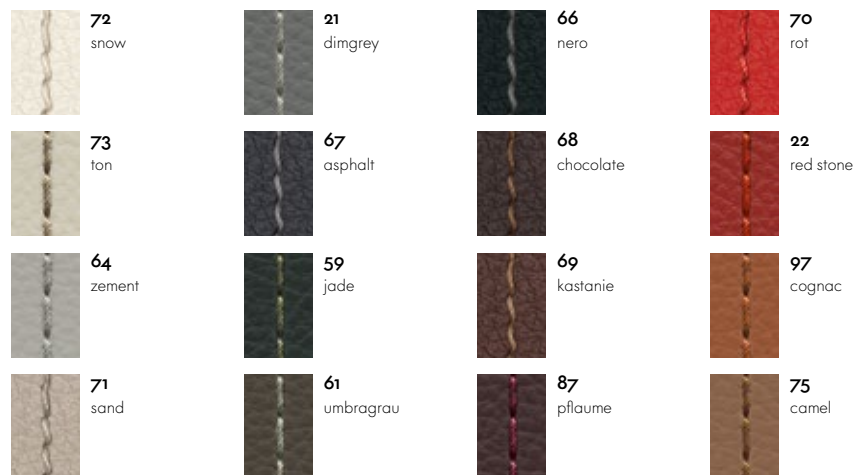 72
snow
21
dimgrey
66
nero
70
rot
73
ton
67
asphalt
68
chocolate
22
red stone
64
zement
59
jade
69
kastanie
97
cognac
71
sand
61
umbragrau
87
pflaume
75
camel